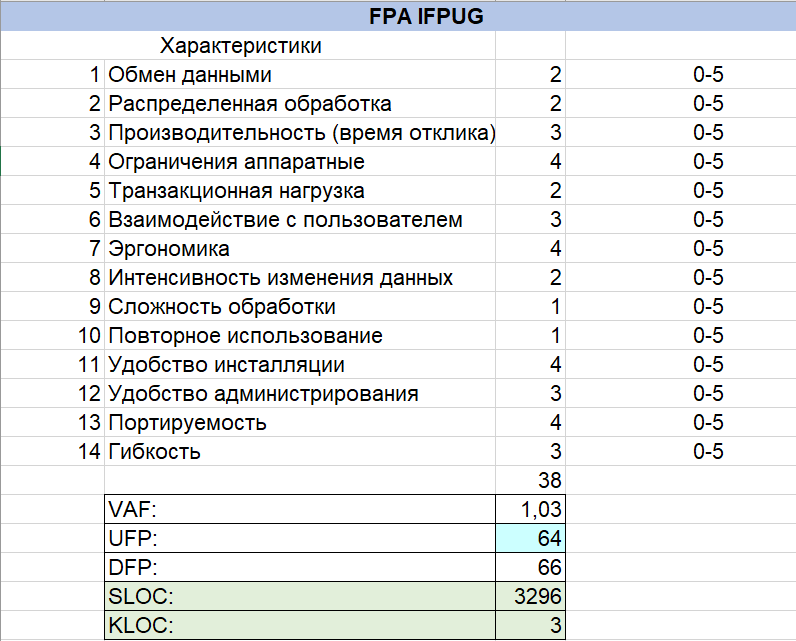 FPA IFPUG
Характеристики
1 Обмен данными 2 0-5
2 Распределенная обработка 2 0-5
3 Производительность (время отклика) 3 0-5
4 Ограничения аппаратные 4 0-5
5 Транзакционная нагрузка 2 0-5
6 Взаимодействие с пользователем 3 0-5
7 Эргономика 4 0-5
8 Интенсивность изменения данных 2 0-5
9 Сложность обработки 1 0-5
10 Повторное использование 1 0-5
11 Удобство инсталляции 4 0-5
12 Удобство администрирования 3 0-5
13 Портируемость 4 0-5
14 Гибкость 3 0-5
38
VAF: 1,03
UFP: 64
DFP: 66
SLOC: 3296
KLOC: 3